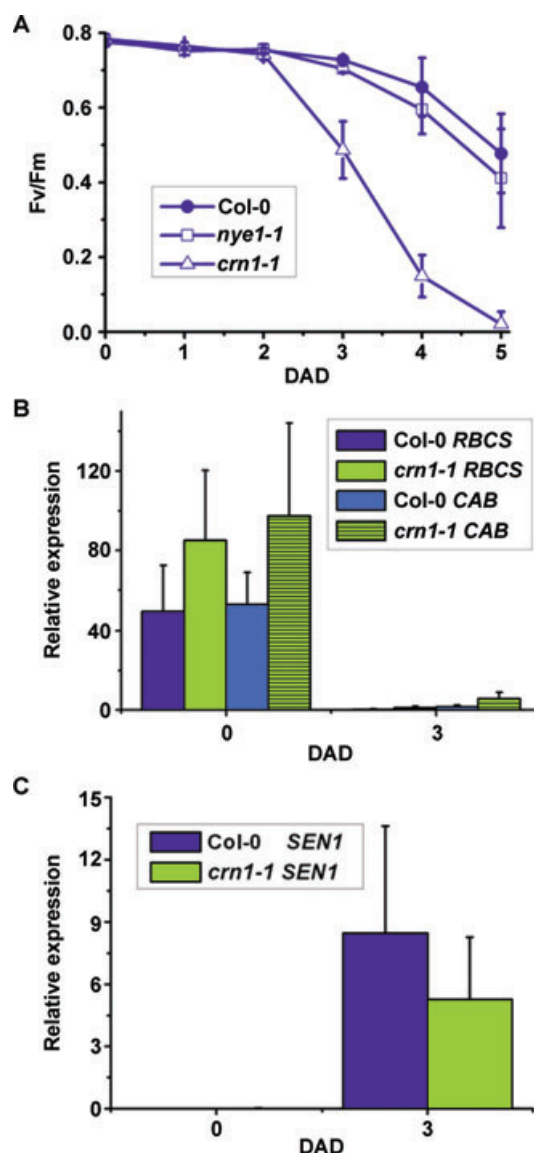 A
0.8
0.6
0.4
0.2
0.0
Fv/Fm
Col-0
nye1-1
crn1-1
0 1 2 3 4 5
DAD
B
120
80
40
0
Relative expression
Col-0 RBCS
crn1-1 RBCS
Col-0 CAB
crn1-1 CAB
0 3
DAD
C
15
12
9
6
3
0
Relative expression
Col-0 SEN1
crn1-1 SEN1
0 3
DAD